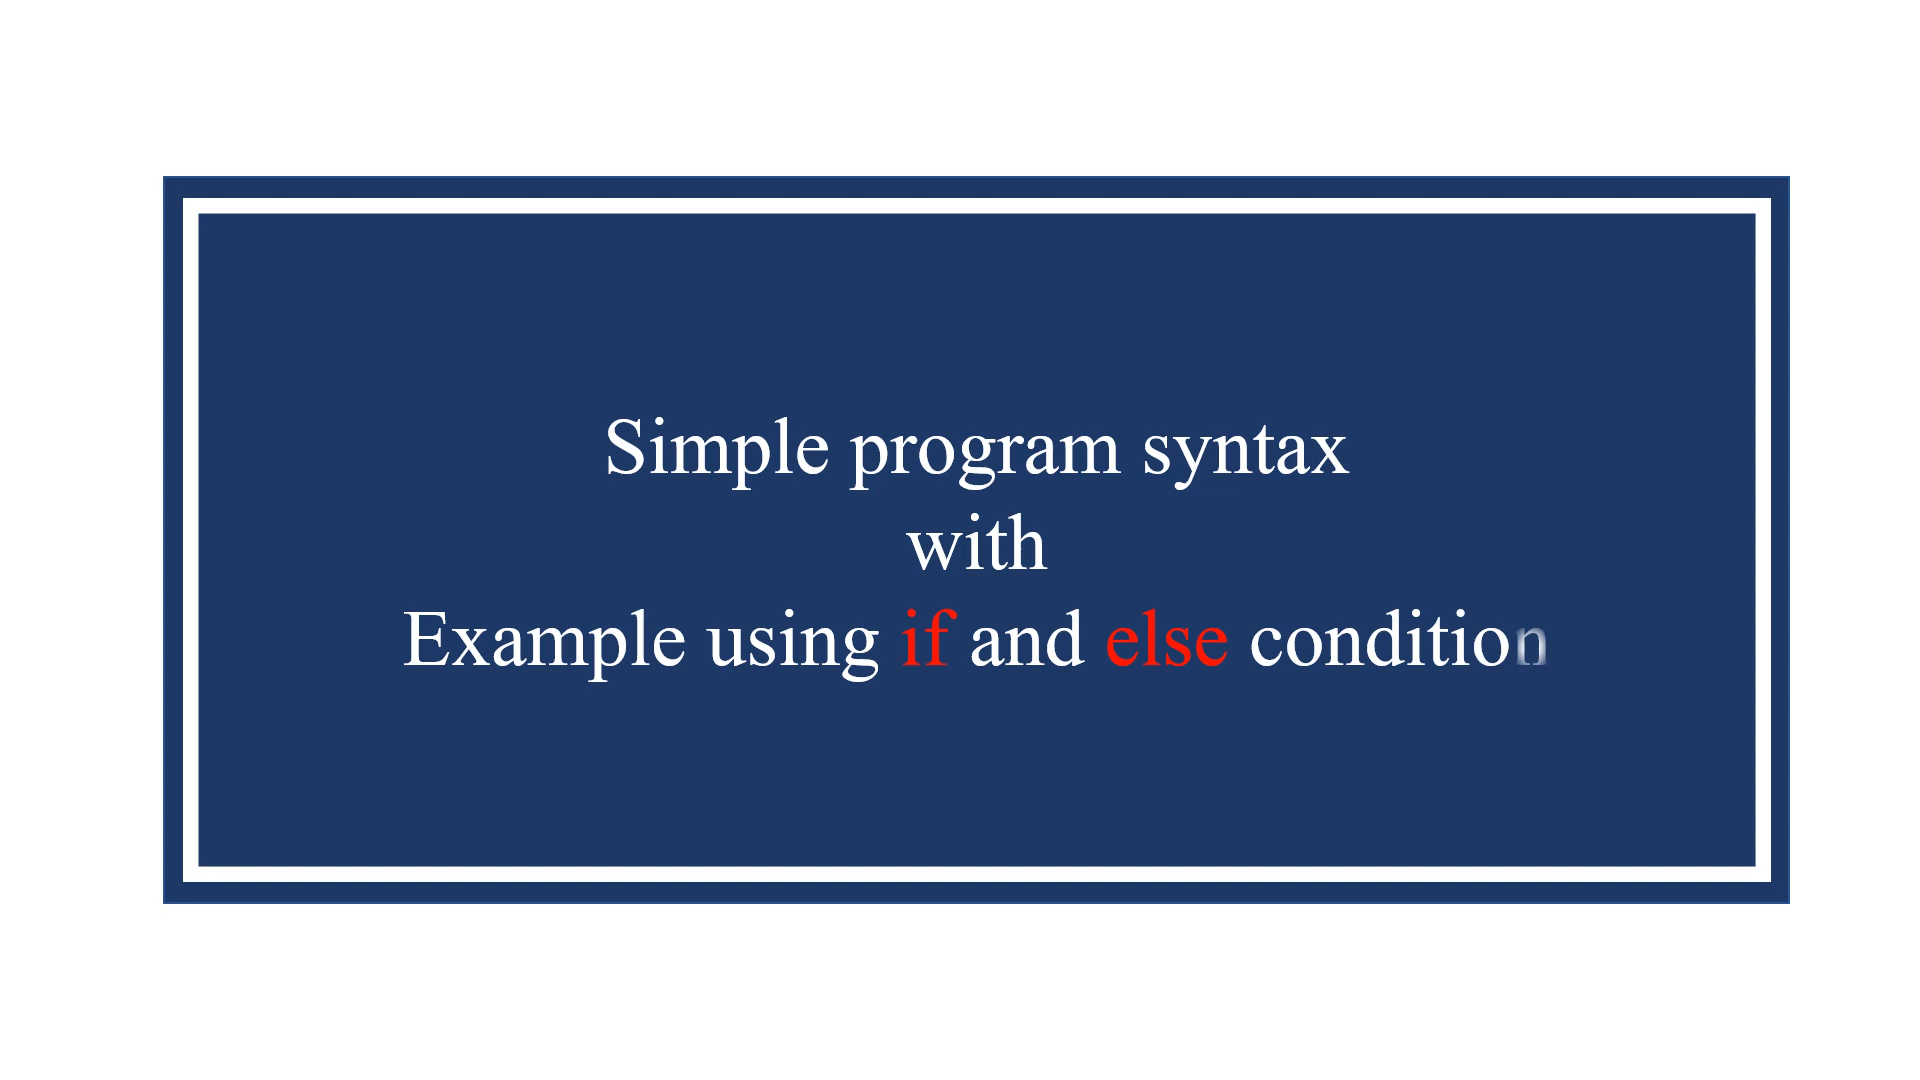 Simple program syntax
with
Example using if and else condition